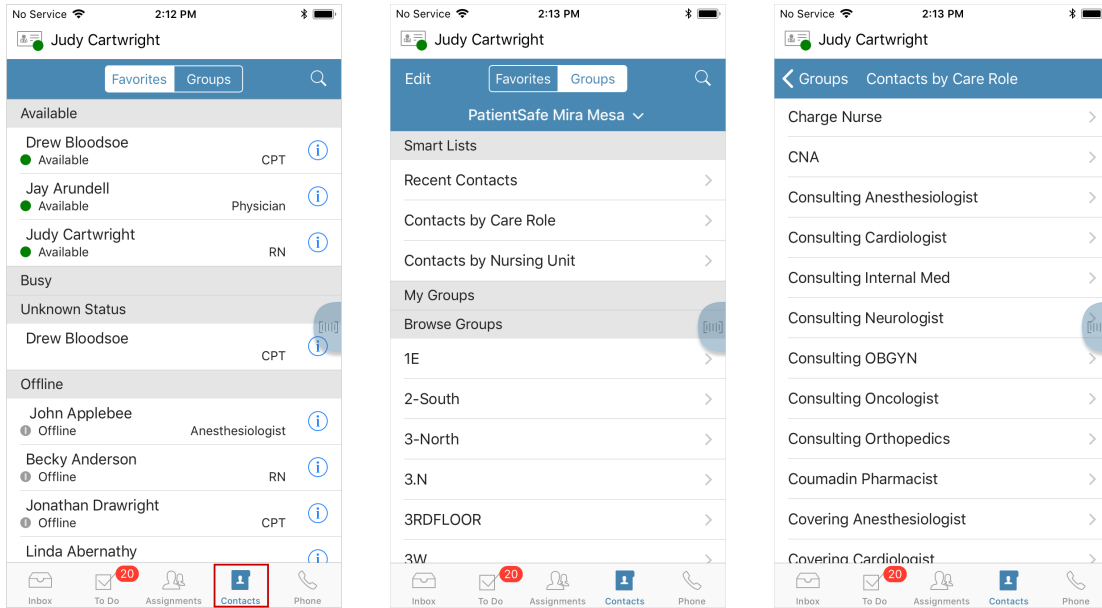 No Service 2:12 PM
Judy Cartwright
Favorites Groups
Available
Drew Bloodsoe
Available CPT
Jay Arundell
Available Physician
Judy Cartwright
Available RN
Busy
Unknown Status
Drew Bloodsoe
CPT
Offline
John Applebee
Offline Anesthesiologist
Becky Anderson
Offline RN
Jonathan Drawright
Offline CPT
Linda Abernathy
20
Inbox To Do Assignments Contacts Phone
No Service 2:13 PM
Judy Cartwright
Edit Favorites Groups
PatientSafe Mira Mesa
Smart Lists
Recent Contacts
Contacts by Care Role
Contacts by Nursing Unit
My Groups
Browse Groups
1E
2-South
3-North
3.N
3RDFLOOR
3W
20
Inbox To Do Assignments Contacts Phone
No Service 2:13 PM
Judy Cartwright
Groups Contacts by Care Role
Charge Nurse
CNA
Consulting Anesthesiologist
Consulting Cardiologist
Consulting Internal Med
Consulting Neurologist
Consulting OBGYN
Consulting Oncologist
Consulting Orthopedics
Coumadin Pharmacist
Covering Anesthesiologist
Covering Cardiologist
20
Inbox To Do Assignments Contacts Phone